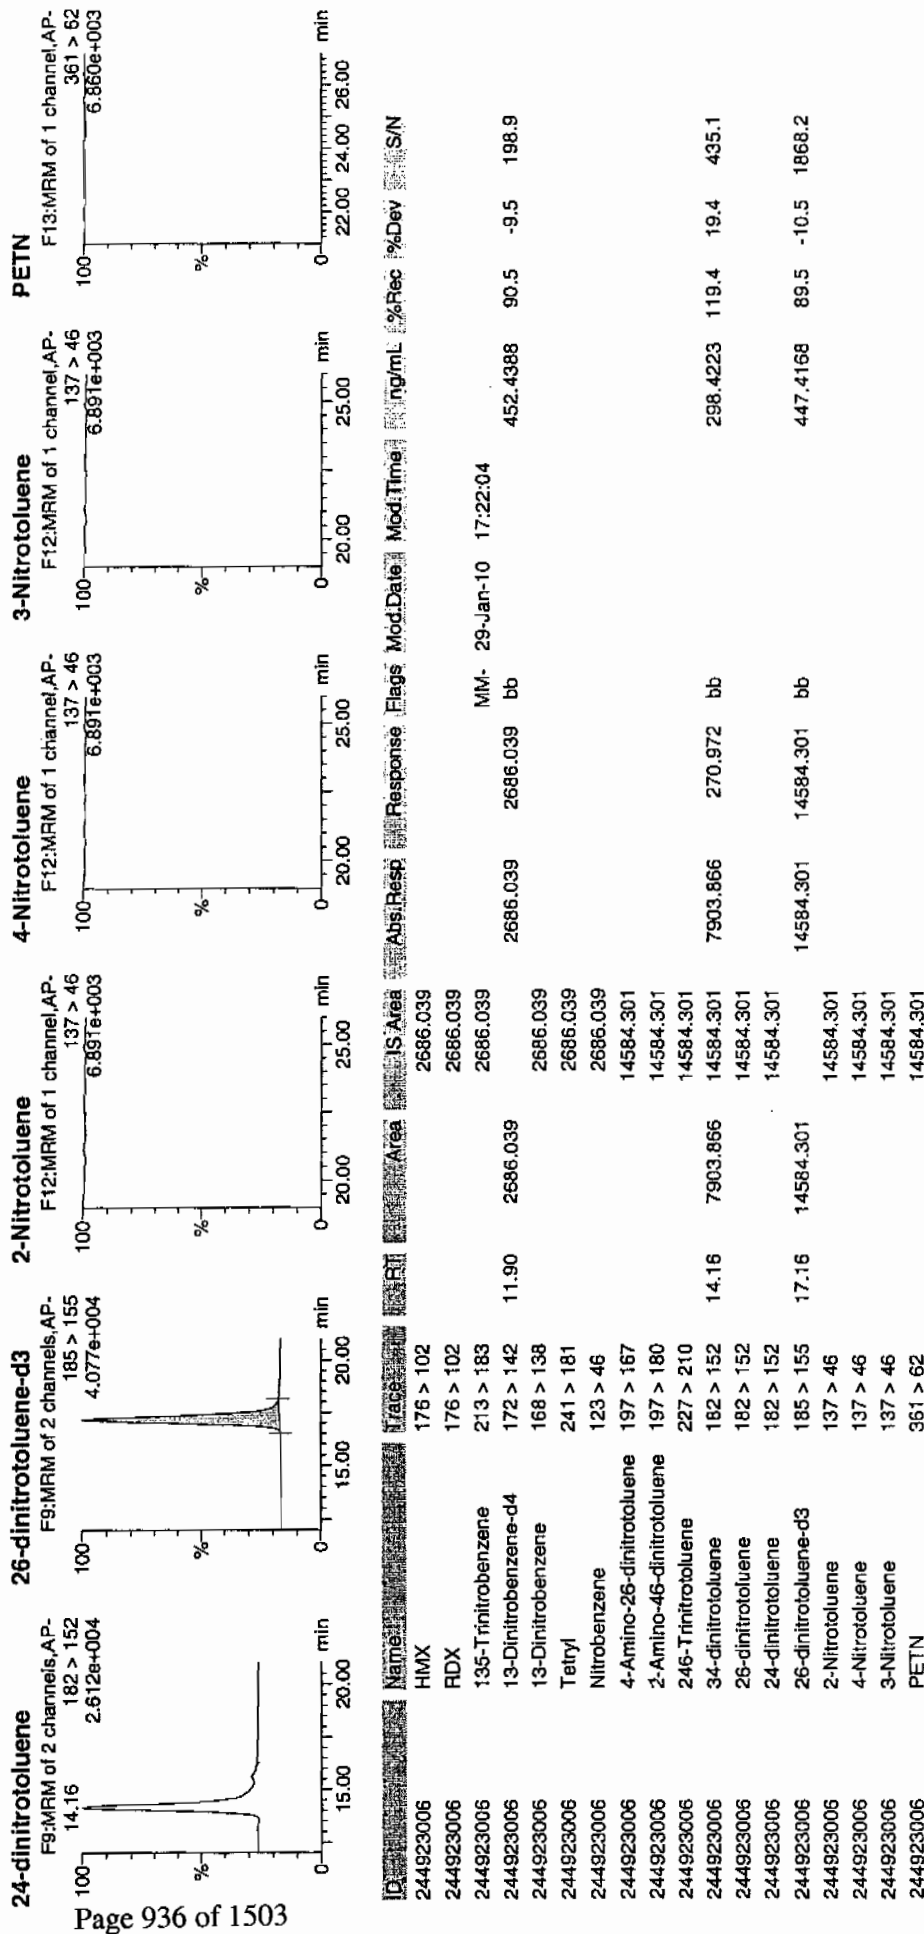 24-dinitrotoluene
F9:MRM of 2 channels,AP-
14.16 182 > 152
2.612e+004
100
%
0
15.00 20.00 min
26-dinitrotoluene-d3
F9:MRM of 2 channels,AP-
185 > 155
4.077e+004
100
%
0
15.00 20.00 min
2-Nitrotoluene
F12:MRM of 1 channel,AP-
137 > 46
6.891e+003
100
%
0
20.00 25.00 min
4-Nitrotoluene
F12:MRM of 1 channel,AP-
137 > 46
6.891e+003
100
%
0
20.00 25.00 min
3-Nitrotoluene
F12:MRM of 1 channel,AP-
137 > 46
6.891e+003
100
%
0
20.00 25.00 min
PETN
F13:MRM of 1 channel,AP-
361 > 62
6.860e+003
100
%
0
22.00 24.00 26.00 min
ID Name Trace RT Area IS Area Abs.Resp Response Flags Mod.Date Mod.Time ng/mL %Rec %Dev S/N
244923006 HMX 176 > 102 2686.039
244923006 RDX 176 > 102 2686.039
244923006 135-Trinitrobenzene 213 > 183 2686.039 MM- 29-Jan-10 17:22:04
244923006 13-Dinitrobenzene-d4 172 > 142 11.90 2686.039 2686.039 2686.039 bb 452.4388 90.5 -9.5 198.9
244923006 13-Dinitrobenzene 168 > 138 2686.039
244923006 Tetryl 241 > 181 2686.039
244923006 Nitrobenzene 123 > 46 2686.039
244923006 4-Amino-26-dinitrotoluene 197 > 167 14584.301
244923006 2-Amino-46-dinitrotoluene 197 > 180 14584.301
244923006 246-Trinitrotoluene 227 > 210 14584.301
244923006 34-dinitrotoluene 182 > 152 14.16 7903.866 14584.301 7903.866 270.972 bb 298.4223 119.4 19.4 435.1
244923006 26-dinitrotoluene 182 > 152 14584.301
244923006 24-dinitrotoluene 182 > 152 14584.301
244923006 26-dinitrotoluene-d3 185 > 155 17.16 14584.301 14584.301 14584.301 bb 447.4168 89.5 -10.5 1868.2
244923006 2-Nitrotoluene 137 > 46 14584.301
244923006 4-Nitrotoluene 137 > 46 14584.301
244923006 3-Nitrotoluene 137 > 46 14584.301
244923006 PETN 361 > 62 14584.301
Page 936 of 1503